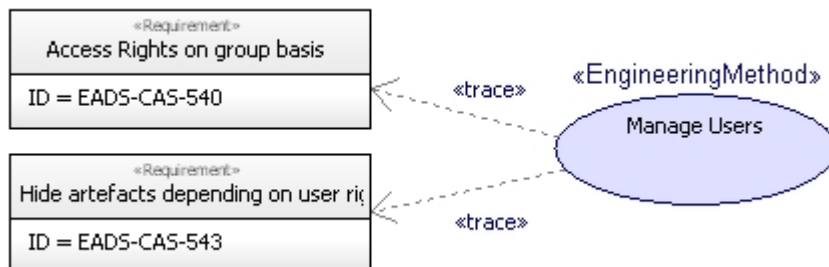 «Requirement»
Access Rights on group basis
ID = EADS-CAS-540
«trace»
«EngineeringMethod»
Manage Users
«Requirement»
Hide artefacts depending on user
ID = EADS-CAS-543
«trace»